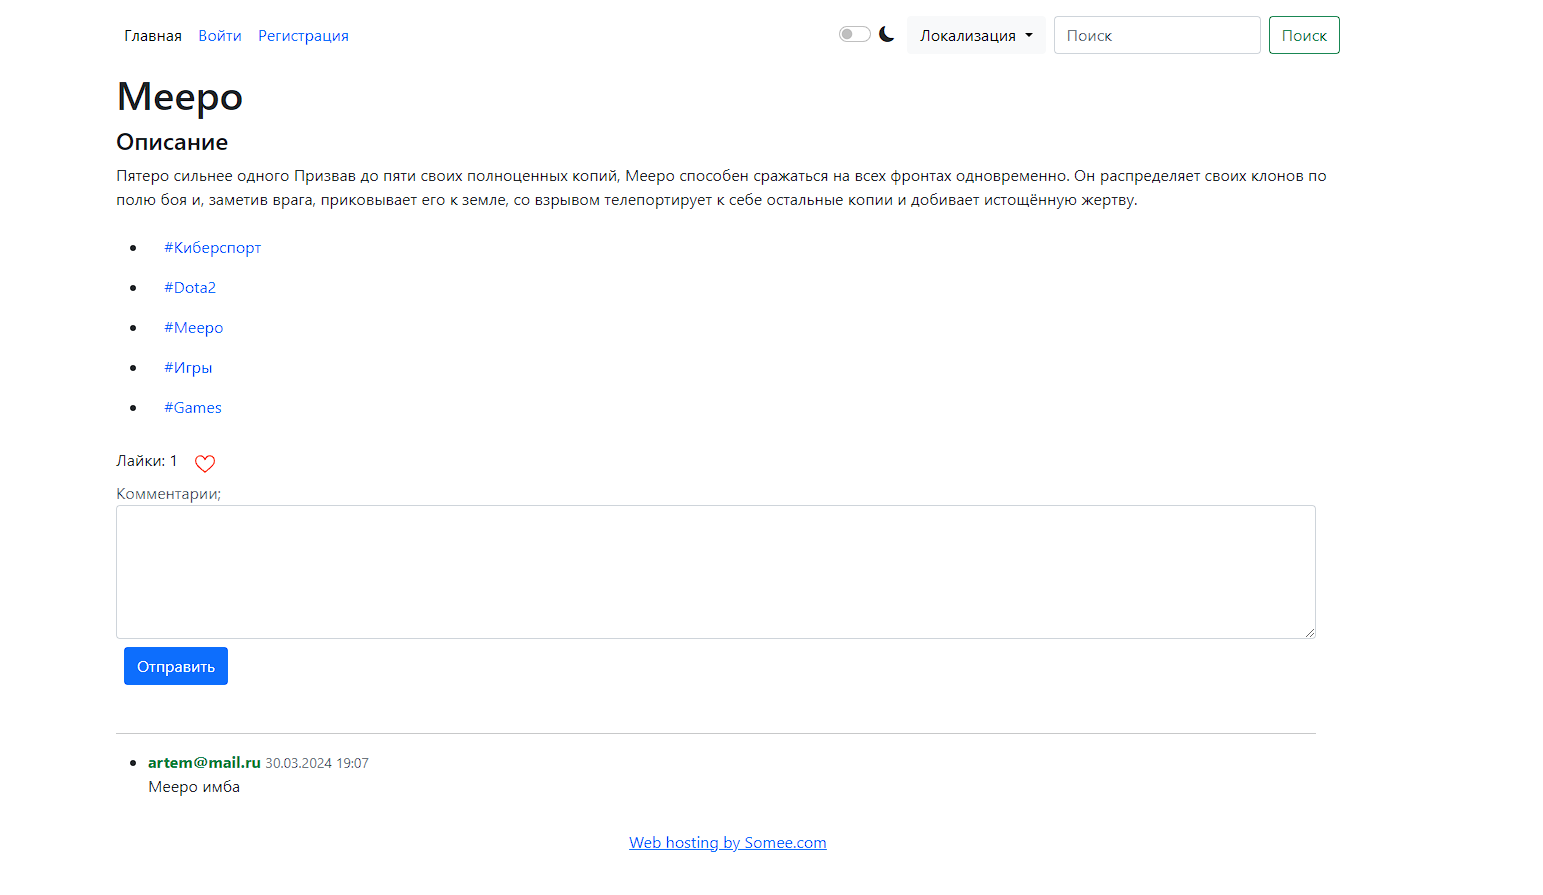 Главная Войти Регистрация Локализация Поиск Поиск
Meepo
Описание
Пятеро сильнее одного Призвав до пяти своих полноценных копий, Meepo способен сражаться на всех фронтах одновременно. Он распределяет своих клонов по
полю боя и, заметив врага, приковывает его к земле, со взрывом телепортирует к себе остальные копии и добивает истощённую жертву.
#Киберспорт
#Dota2
#Meepo
#Игры
#Games
Лайки: 1
Комментарии;
Отправить
artem@mail.ru 30.03.2024 19:07
Meepo имба
Web hosting by Somee.com